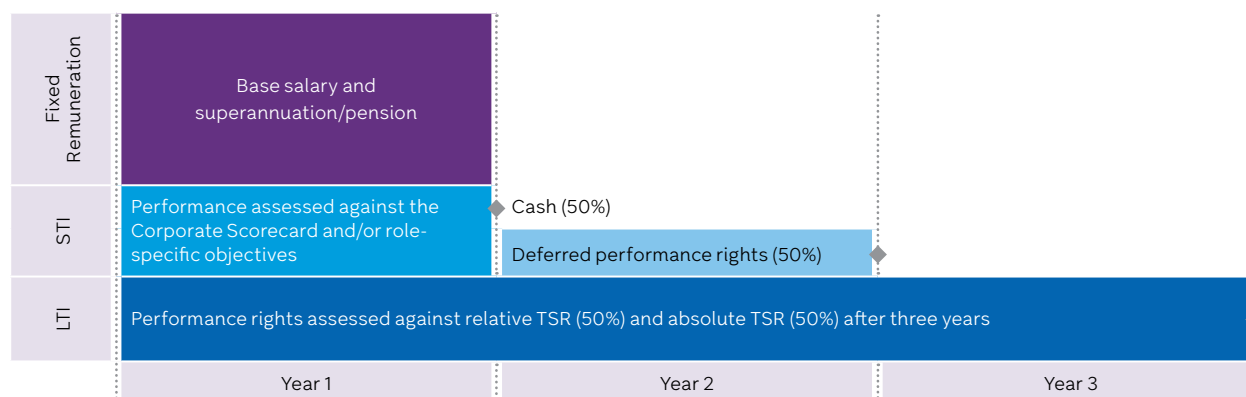 Fixed
Remuneration
Base salary and
superannuation/pension
STI
Performance assessed against the
Corporate Scorecard and/or role-
specific objectives
Cash (50%)
Deferred performance rights (50%)
LTI
Performance rights assessed against relative TSR (50%) and absolute TSR (50%) after three years
Year 1
Year 2
Year 3